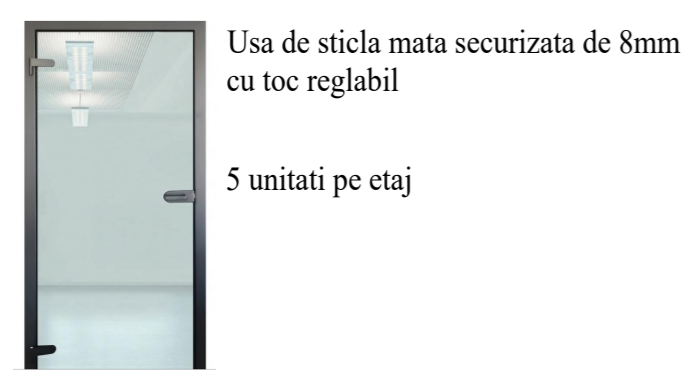 Usa de sticla mata securizata de 8mm
cu toc reglabil
5 unitati pe etaj